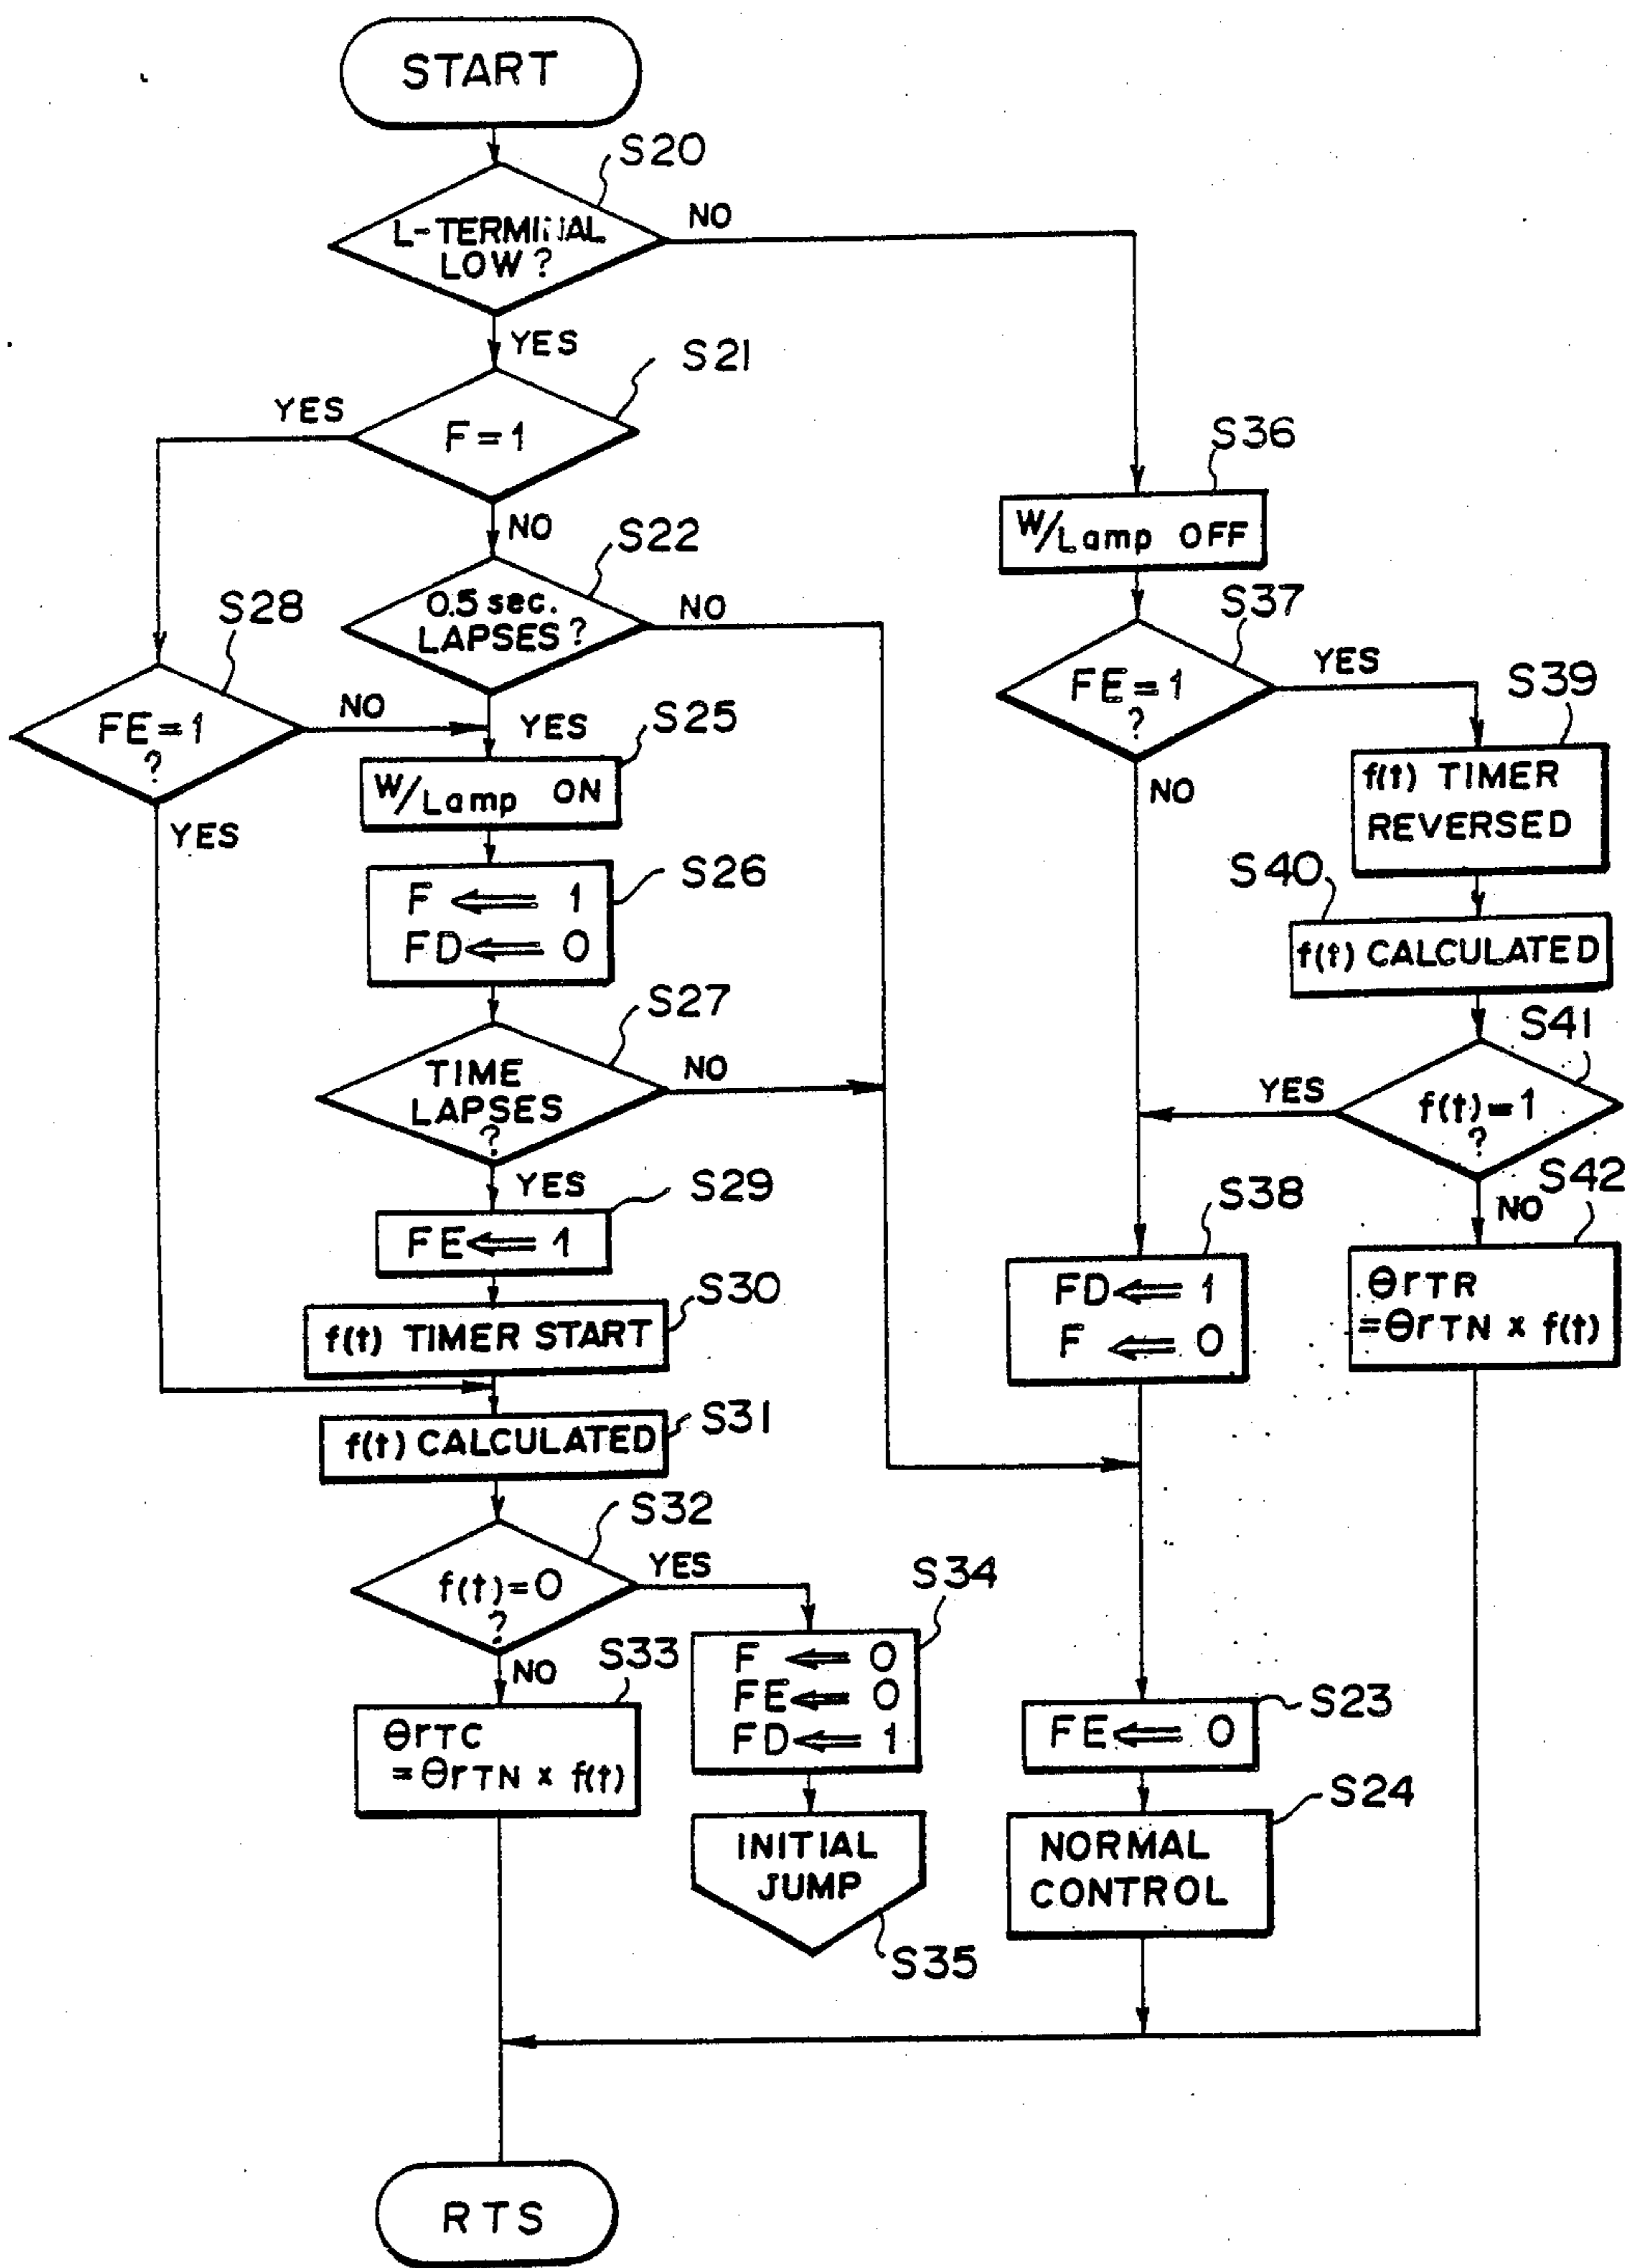 START
S20
L-TERMINAL
LOW ?
NO
YES
S21
YES
F = 1
NO
S22
0.5 sec.
LAPSES ?
NO
YES
S28
FE = 1
?
NO
YES
S25
W/Lamp ON
S26
F ⟸ 1
FD ⟸ 0
S27
TIME
LAPSES
?
NO
YES
S29
FE ⟸ 1
S30
f(t) TIMER START
S31
f(t) CALCULATED
S32
f(t) = 0
?
YES
NO
S33
θrTC
= θrTN × f(t)
S34
F ⟸ 0
FE ⟸ 0
FD ⟸ 1
INITIAL
JUMP
S35
S36
W/Lamp OFF
S37
FE = 1
?
YES
NO
S39
f(t) TIMER
REVERSED
S40
f(t) CALCULATED
S41
YES
f(t) = 1
?
NO
S42
θrTR
= θrTN × f(t)
S38
FD ⟸ 1
F ⟸ 0
S23
FE ⟸ 0
S24
NORMAL
CONTROL
RTS